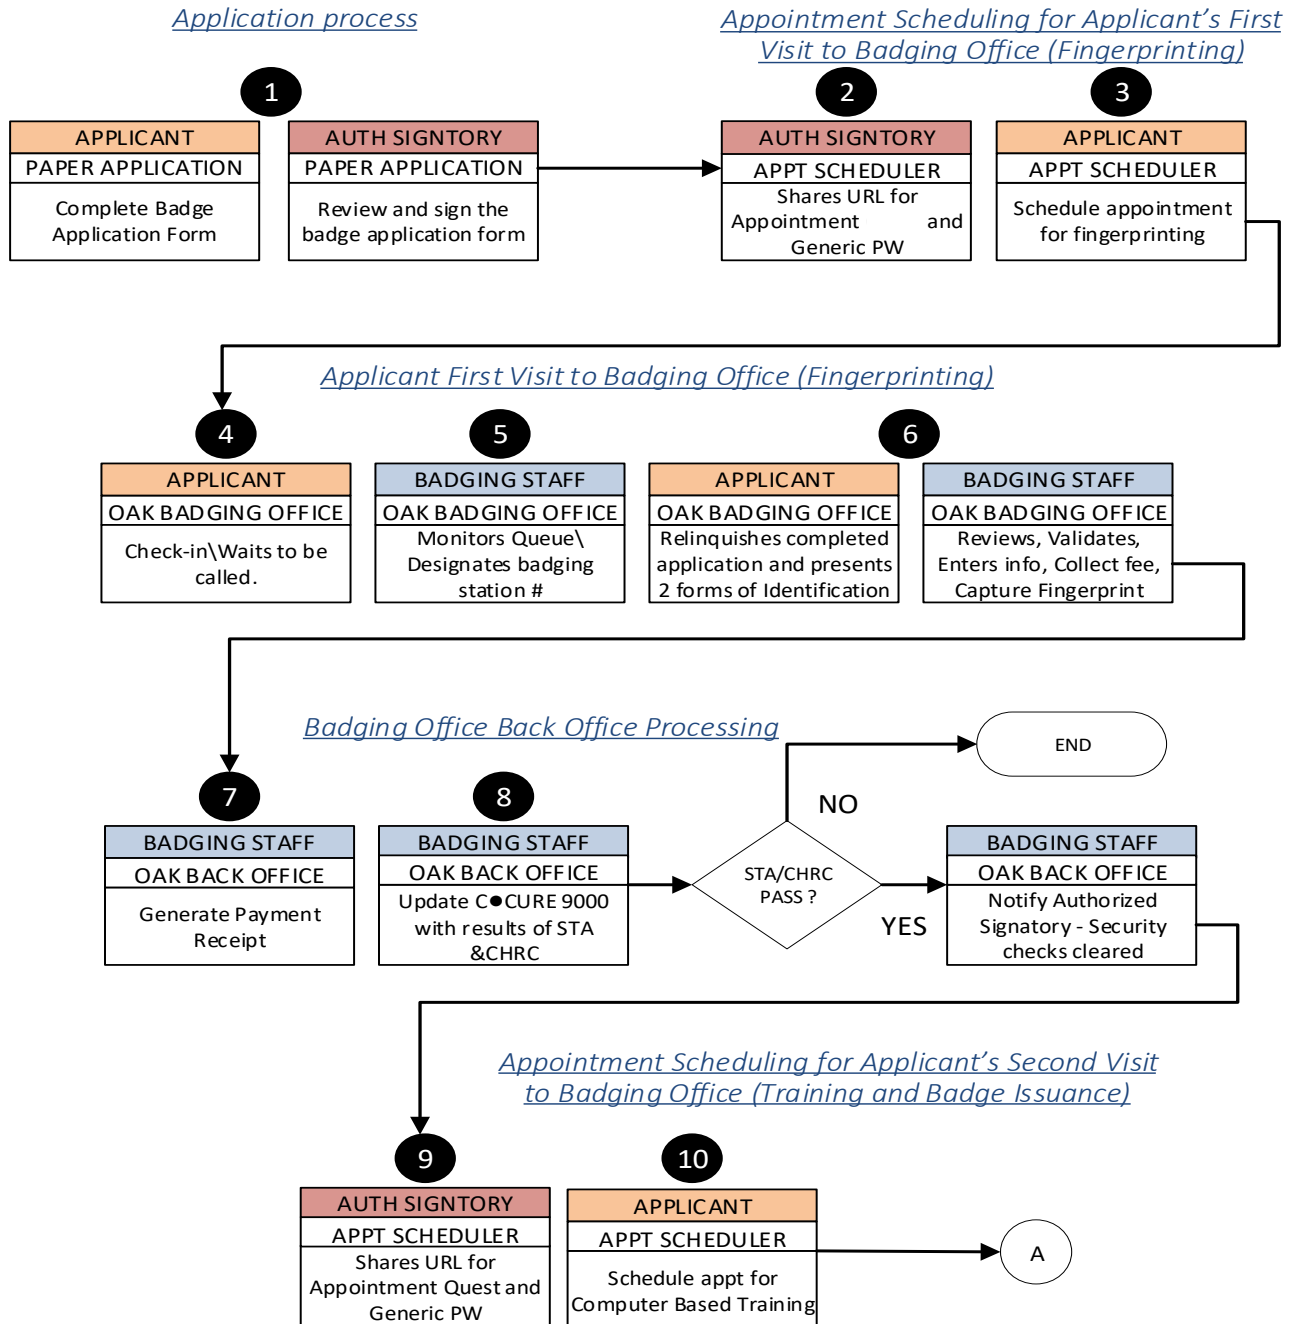 Application process
Appointment Scheduling for Applicant's First
Visit to Badging Office (Fingerprinting)
1
APPLICANT
PAPER APPLICATION
Complete Badge
Application Form
AUTH SIGNTORY
PAPER APPLICATION
Review and sign the
badge application form
2
AUTH SIGNTORY
APPT SCHEDULER
Shares URL for
Appointment and
Generic PW
3
APPLICANT
APPT SCHEDULER
Schedule appointment
for fingerprinting
Applicant First Visit to Badging Office (Fingerprinting)
4
APPLICANT
OAK BADGING OFFICE
Check-in\Waits to be
called.
5
BADGING STAFF
OAK BADGING OFFICE
Monitors Queue\
Designates badging
station #
6
APPLICANT
OAK BADGING OFFICE
Relinquishes completed
application and presents
2 forms of Identification
BADGING STAFF
OAK BADGING OFFICE
Reviews, Validates,
Enters info, Collect fee,
Capture Fingerprint
Badging Office Back Office Processing
7
BADGING STAFF
OAK BACK OFFICE
Generate Payment
Receipt
8
BADGING STAFF
OAK BACK OFFICE
Update C●CURE 9000
with results of STA
&CHRC
STA/CHRC
PASS ?
NO
END
YES
BADGING STAFF
OAK BACK OFFICE
Notify Authorized
Signatory - Security
checks cleared
Appointment Scheduling for Applicant's Second Visit
to Badging Office (Training and Badge Issuance)
9
AUTH SIGNTORY
APPT SCHEDULER
Shares URL for
Appointment Quest and
Generic PW
10
APPLICANT
APPT SCHEDULER
Schedule appt for
Computer Based Training
A